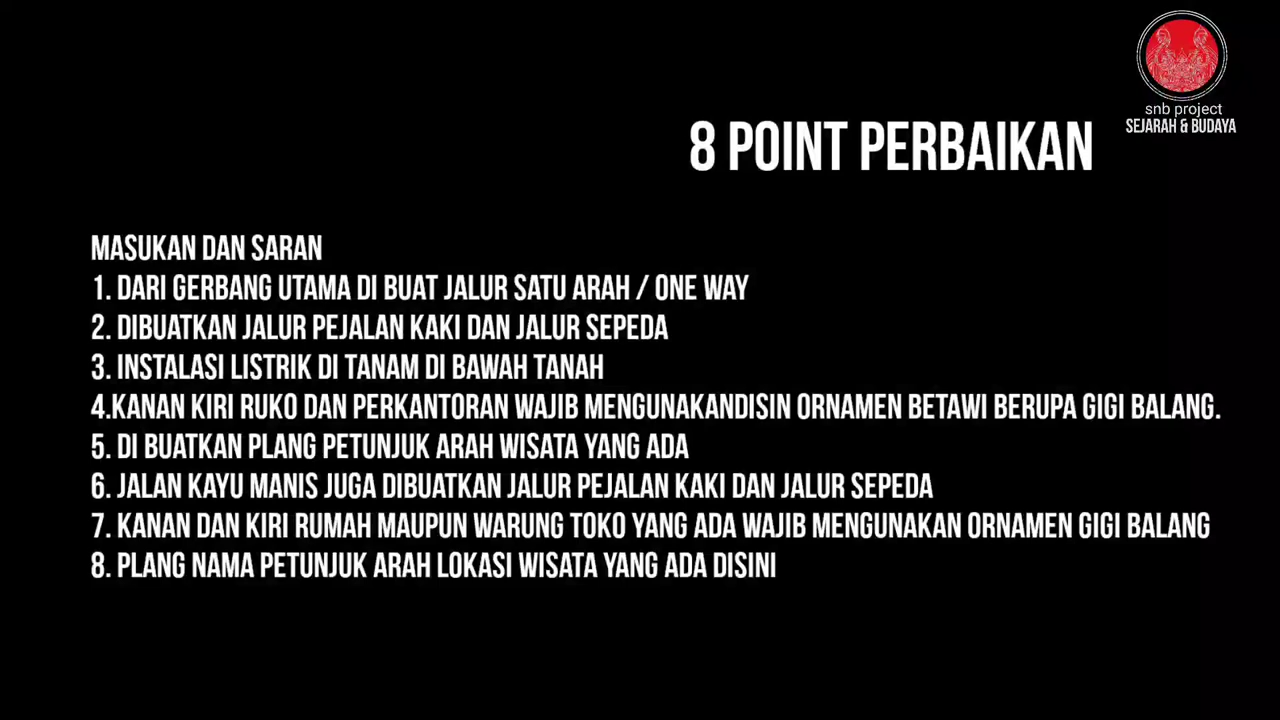 snb project
SEJARAH & BUDAYA
8 POINT PERBAIKAN
MASUKAN DAN SARAN
1. DARI GERBANG UTAMA DI BUAT JALUR SATU ARAH / ONE WAY
2. DIBUATKAN JALUR PEJALAN KAKI DAN JALUR SEPEDA
3. INSTALASI LISTRIK DI TANAM DI BAWAH TANAH
4.KANAN KIRI RUKO DAN PERKANTORAN WAJIB MENGUNAKANDISIN ORNAMEN BETAWI BERUPA GIGI BALANG.
5. DI BUATKAN PLANG PETUNJUK ARAH WISATA YANG ADA
6. JALAN KAYU MANIS JUGA DIBUATKAN JALUR PEJALAN KAKI DAN JALUR SEPEDA
7. KANAN DAN KIRI RUMAH MAUPUN WARUNG TOKO YANG ADA WAJIB MENGUNAKAN ORNAMEN GIGI BALANG
8. PLANG NAMA PETUNJUK ARAH LOKASI WISATA YANG ADA DISINI